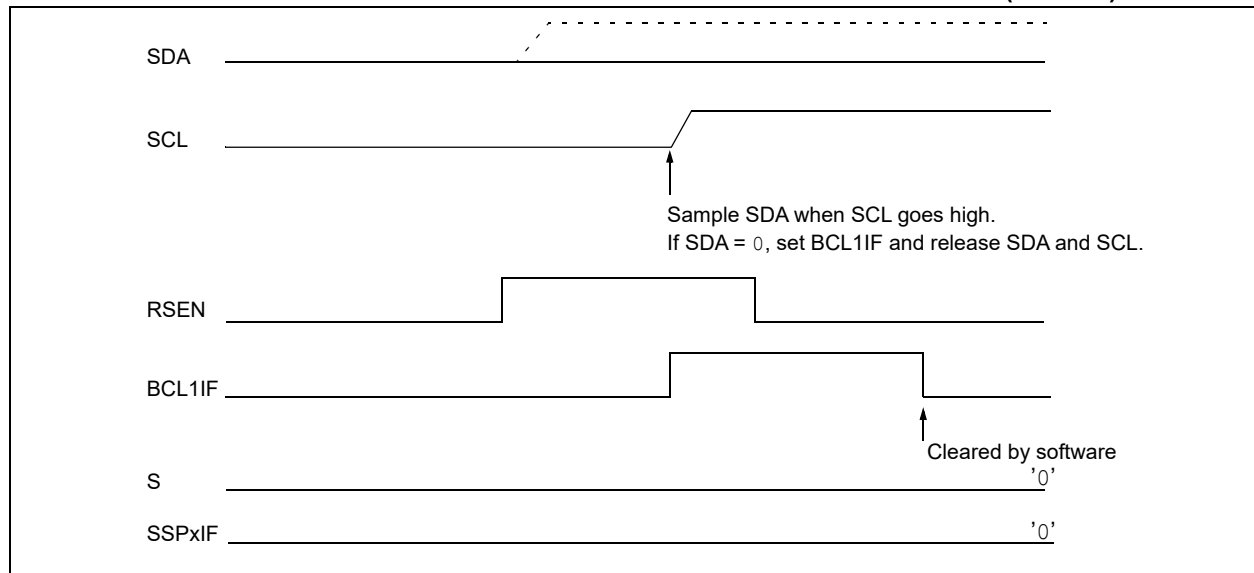 SDA
SCL
Sample SDA when SCL goes high.
If SDA = 0, set BCL1IF and release SDA and SCL.
RSEN
BCL1IF
Cleared by software
S
'0'
SSPxIF
'0'